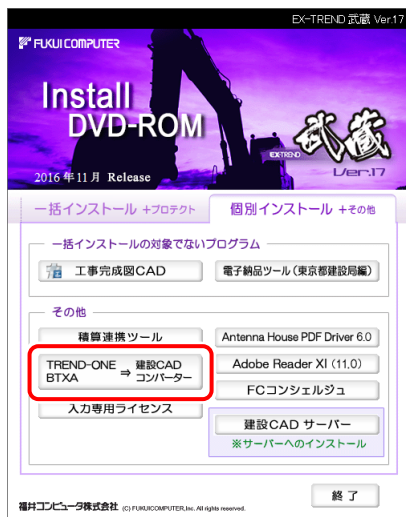 EX-TREND 武蔵 Ver.17
FUKUI COMPUTER
Install
DVD-ROM
EXTREND 武蔵
Ver.17
2016年11月 Release
一括インストール +プロテクト
個別インストール +その他
一括インストールの対象でないプログラム
工事完成図CAD
電子納品ツール(東京都建設局編)
その他
積算連携ツール
Antenna House PDF Driver 6.0
TREND-ONE ⇒ 建設CAD
BTXA コンバーター
Adobe Reader XI (11.0)
FCコンシェルジュ
入力専用ライセンス
建設CAD サーバー
※サーバーへのインストール
終了
福井コンピュータ株式会社 (C) FUKUICOMPUTER,Inc. All rights reserved.